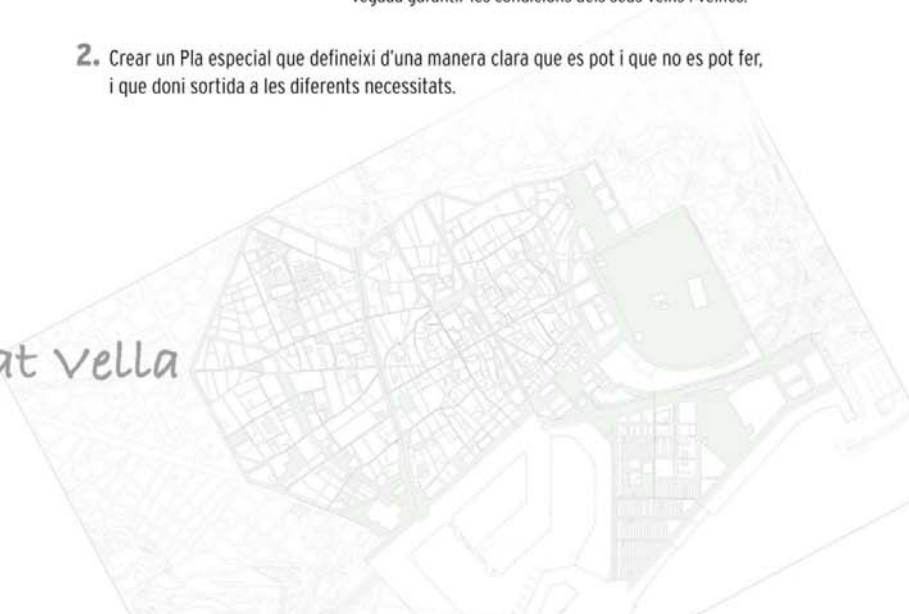 2. Crear un Pla especial que defineixi d'una manera clara que es pot i que no es pot fer,
i que doni sortida a les diferents necessitats.
at vella